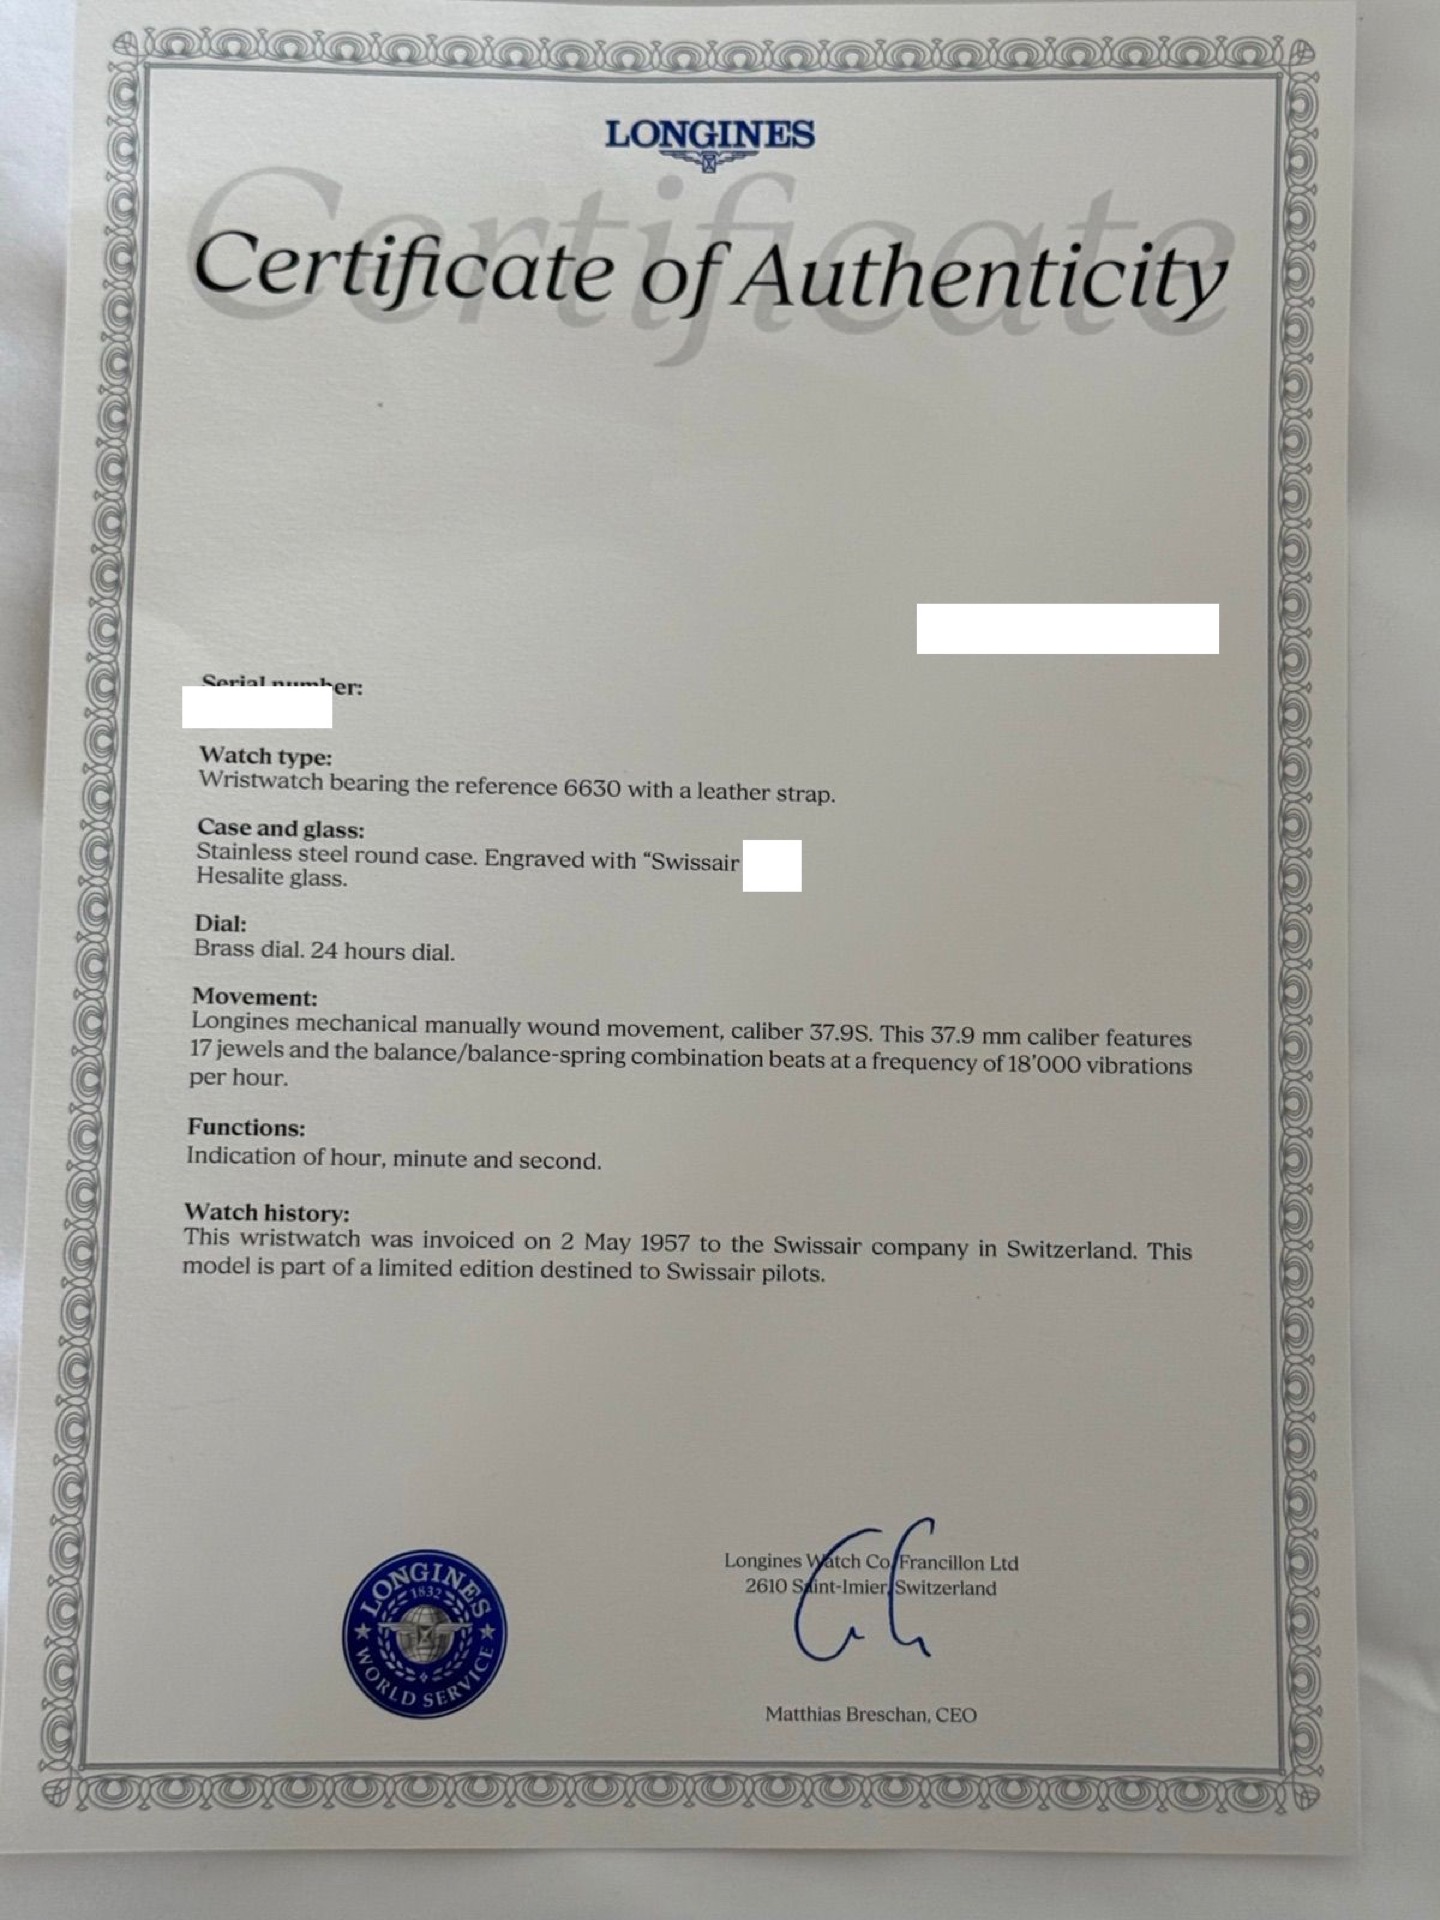 LONGINES
Certificate
Certificate of Authenticity
Serial number:
Watch type:
Wristwatch bearing the reference 6630 with a leather strap.
Case and glass:
Stainless steel round case. Engraved with “Swissair
Hesalite glass.
Dial:
Brass dial. 24 hours dial.
Movement:
Longines mechanical manually wound movement, caliber 37.9S. This 37.9 mm caliber features
17 jewels and the balance/balance-spring combination beats at a frequency of 18’000 vibrations
per hour.
Functions:
Indication of hour, minute and second.
Watch history:
This wristwatch was invoiced on 2 May 1957 to the Swissair company in Switzerland. This
model is part of a limited edition destined to Swissair pilots.
LONGINES
1832
WORLD SERVICE
Longines Watch Co Francillon Ltd
2610 Saint-Imier, Switzerland
Matthias Breschan, CEO